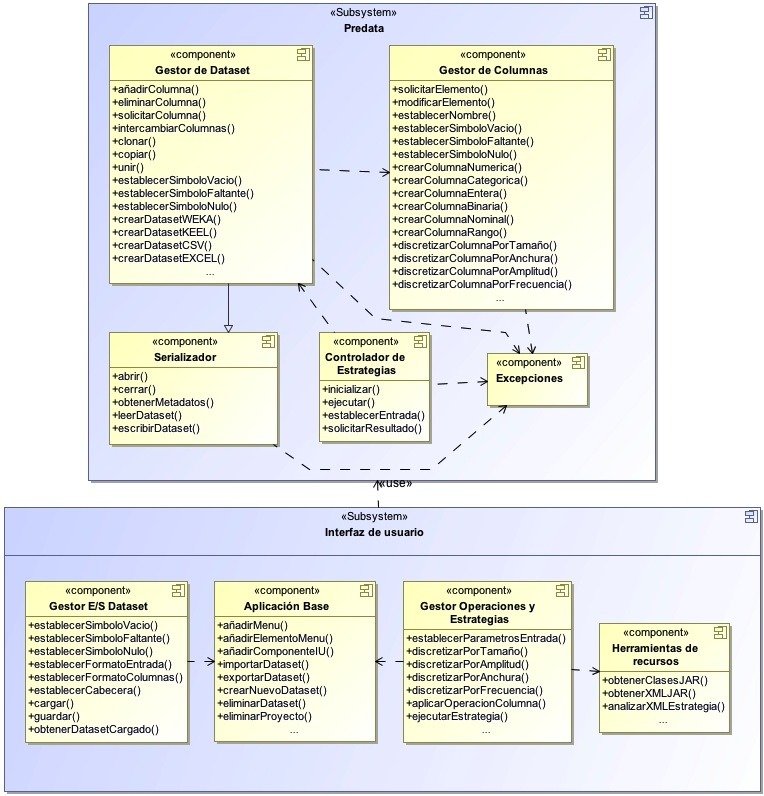 «Subsystem»
Predata
«component»
Gestor de Dataset
+añadirColumna()
+eliminarColumna()
+solicitarColumna()
+intercambiarColumnas()
+clonar()
+copiar()
+unir()
+establecerSimboloVacio()
+establecerSimboloFaltante()
+establecerSimboloNulo()
+crearDatasetWEKA()
+crearDatasetKEEL()
+crearDatasetCSV()
+crearDatasetEXCEL()
...
«component»
Gestor de Columnas
+solicitarElemento()
+modificarElemento()
+establecerNombre()
+establecerSimboloVacio()
+establecerSimboloFaltante()
+establecerSimboloNulo()
+crearColumnaNumerica()
+crearColumnaCategorica()
+crearColumnaEntera()
+crearColumnaBinaria()
+crearColumnaNominal()
+crearColumnaRango()
+discretizarColumnaPorTamaño()
+discretizarColumnaPorAnchura()
+discretizarColumnaPorAmplitud()
+discretizarColumnaPorFrecuencia()
...
«component»
Serializador
+abrir()
+cerrar()
+obtenerMetadatos()
+leerDataset()
+escribirDataset()
«component»
Controlador de
Estrategias
+inicializar()
+ejecutar()
+establecerEntrada()
+solicitarResultado()
«component»
Excepciones
«use»
«Subsystem»
Interfaz de usuario
«component»
Gestor E/S Dataset
+establecerSimboloVacio()
+establecerSimboloFaltante()
+establecerSimboloNulo()
+establecerFormatoEntrada()
+establecerFormatoColumnas()
+establecerCabecera()
+cargar()
+guardar()
+obtenerDatasetCargado()
«component»
Aplicación Base
+añadirMenu()
+añadirElementoMenu()
+añadirComponenteIU()
+importarDataset()
+exportarDataset()
+crearNuevoDataset()
+eliminarDataset()
+eliminarProyecto()
...
«component»
Gestor Operaciones y
Estrategias
+establecerParametrosEntrada()
+discretizarPorTamaño()
+discretizarPorAmplitud()
+discretizarPorAnchura()
+discretizarPorFrecuencia()
+aplicarOperacionColumna()
+ejecutarEstrategia()
...
«component»
Herramientas de
recursos
+obtenerClasesJAR()
+obtenerXMLJAR()
+analizarXMLEstrategia()
...